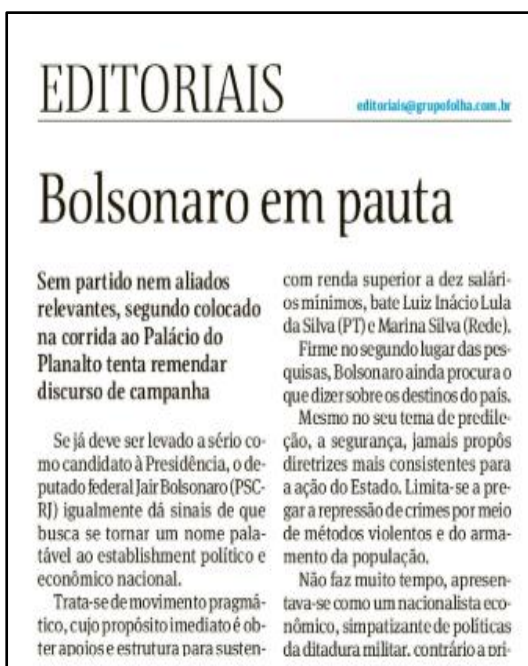 EDITORIAIS
editoriais@grupofolha.com.br
Bolsonaro em pauta
Sem partido nem aliados
relevantes, segundo colocado
na corrida ao Palácio do
Planalto tenta remendar
discurso de campanha
Se já deve ser levado a sério co-
mo candidato à Presidência, o de-
putado federal Jair Bolsonaro (PSC-
RJ) igualmente dá sinais de que
busca se tornar um nome pala-
tável ao establishment político e
econômico nacional.
Trata-se de movimento pragmá-
tico, cujo propósito imediato é ob-
ter apoios e estrutura para susten-
com renda superior a dez salári-
os mínimos, bate Luiz Inácio Lula
da Silva (PT) e Marina Silva (Rede).
Firme no segundo lugar das pes-
quisas, Bolsonaro ainda procura o
que dizer sobre os destinos do país.
Mesmo no seu tema de predile-
ção, a segurança, jamais propôs
diretrizes mais consistentes para
a ação do Estado. Limita-se a pre-
gar a repressão de crimes por meio
de métodos violentos e do arma-
mento da população.
Não faz muito tempo, apresen-
tava-se como um nacionalista eco-
nômico, simpatizante de políticas
da ditadura militar, contrário a pri-